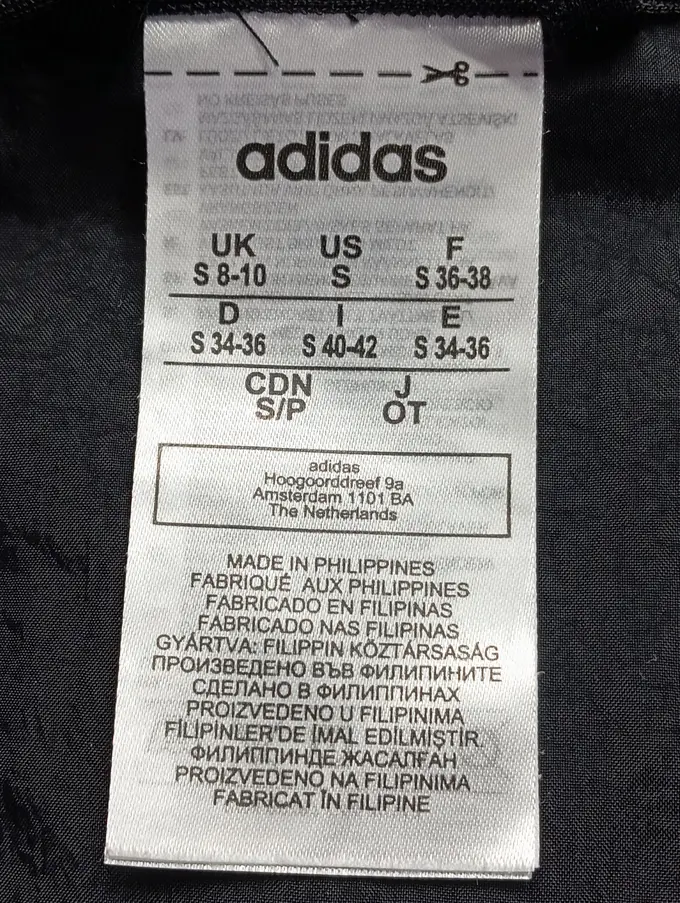 adidas
UK US F
S 8-10 S S 36-38
D I E
S 34-36 S 40-42 S 34-36
CDN J
S/P OT
adidas
Hoogoorddreef 9a
Amsterdam 1101 BA
The Netherlands
MADE IN PHILIPPINES
FABRIQUÉ AUX PHILIPPINES
FABRICADO EN FILIPINAS
FABRICADO NAS FILIPINAS
GYÁRTVA: FILIPPIN KÖZTÁRSASÁG
ПРОИЗВЕДЕНО ВЪВ ФИЛИПИНИТЕ
СДЕЛАНО В ФИЛИППИНАХ
PROIZVEDENO U FILIPINIMA
FİLİPİNLER'DE İMAL EDİLMİŞTİR.
ФИЛИППИНДЕ ЖАСАЛҒАН
PROIZVEDENO NA FILIPINIMA
FABRICAT ÎN FILIPINE